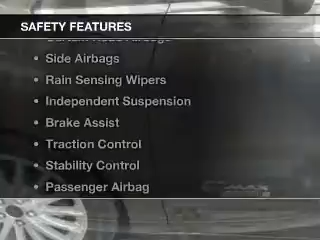 SAFETY FEATURES
• Side Airbags
• Rain Sensing Wipers
• Independent Suspension
• Brake Assist
• Traction Control
• Stability Control
• Passenger Airbag